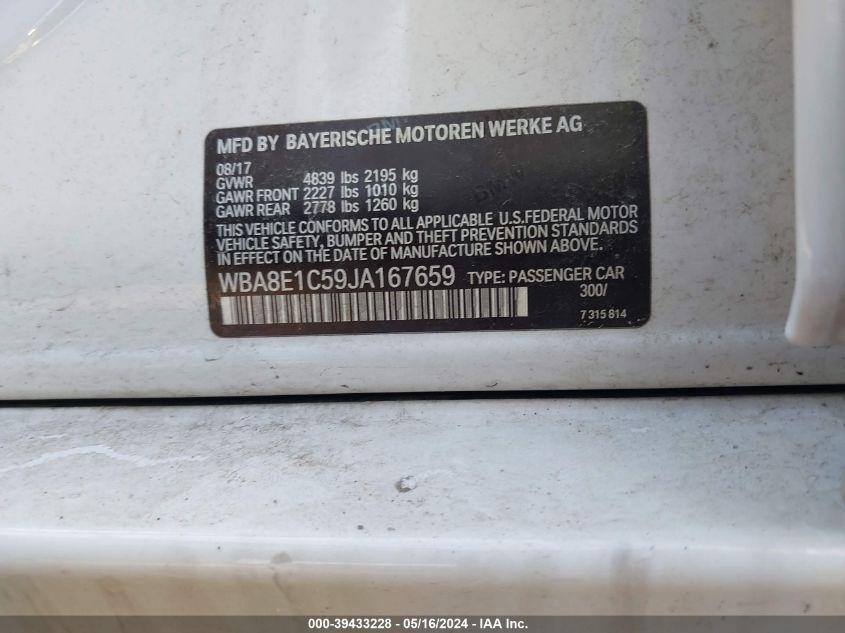 MFD BY BAYERISCHE MOTOREN WERKE AG
08/17
GVWR 4839 lbs 2195 kg
GAWR FRONT 2227 lbs 1010 kg
GAWR REAR 2778 lbs 1260 kg
THIS VEHICLE CONFORMS TO ALL APPLICABLE U.S.FEDERAL MOTOR
VEHICLE SAFETY, BUMPER AND THEFT PREVENTION STANDARDS
IN EFFECT ON THE DATE OF MANUFACTURE SHOWN ABOVE.
WBA8E1C59JA167659 TYPE: PASSENGER CAR
300/
7 315 814
000-39433228 - 05/16/2024 - IAA Inc.